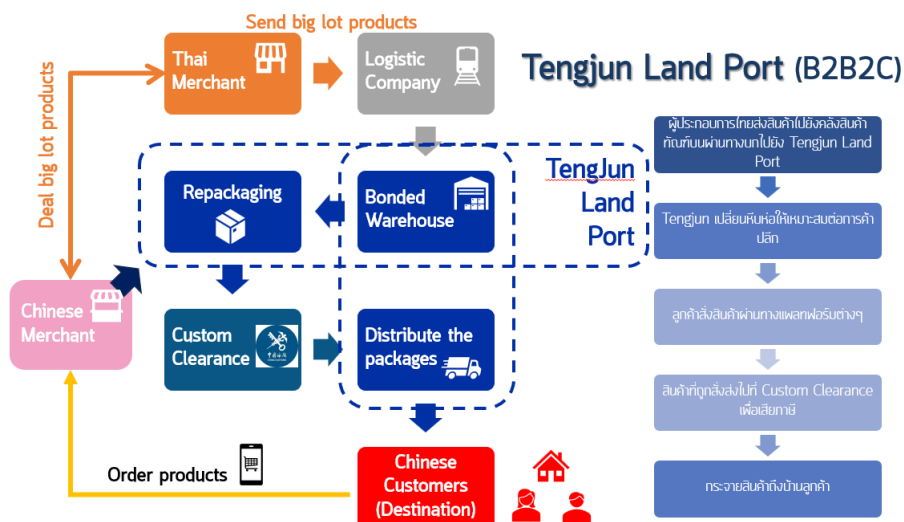 Send big lot products
Deal big lot products
Thai
Merchant
Logistic
Company
Tengjun Land Port (B2B2C)
Repackaging
Bonded
Warehouse
TengJun
Land
Port
Chinese
Merchant
Custom
Clearance
中国海关
Distribute the
packages
Order products
Chinese
Customers
(Destination)
ผู้ประกอบการไทยส่งสินค้าไปยังคลังสินค้า
ทัณฑ์บนผ่านทางบกไปยัง Tengjun Land
Port
Tengjun เปลี่ยนหีบห่อให้เหมาะสมต่อการค้า
ปลีก
ลูกค้าสั่งสินค้าผ่านทางแพลทฟอร์มต่างๆ
สินค้าที่ถูกสั่งส่งไปที่ Custom Clearance
เพื่อเสียภาษี
กระจายสินค้าถึงบ้านลูกค้า